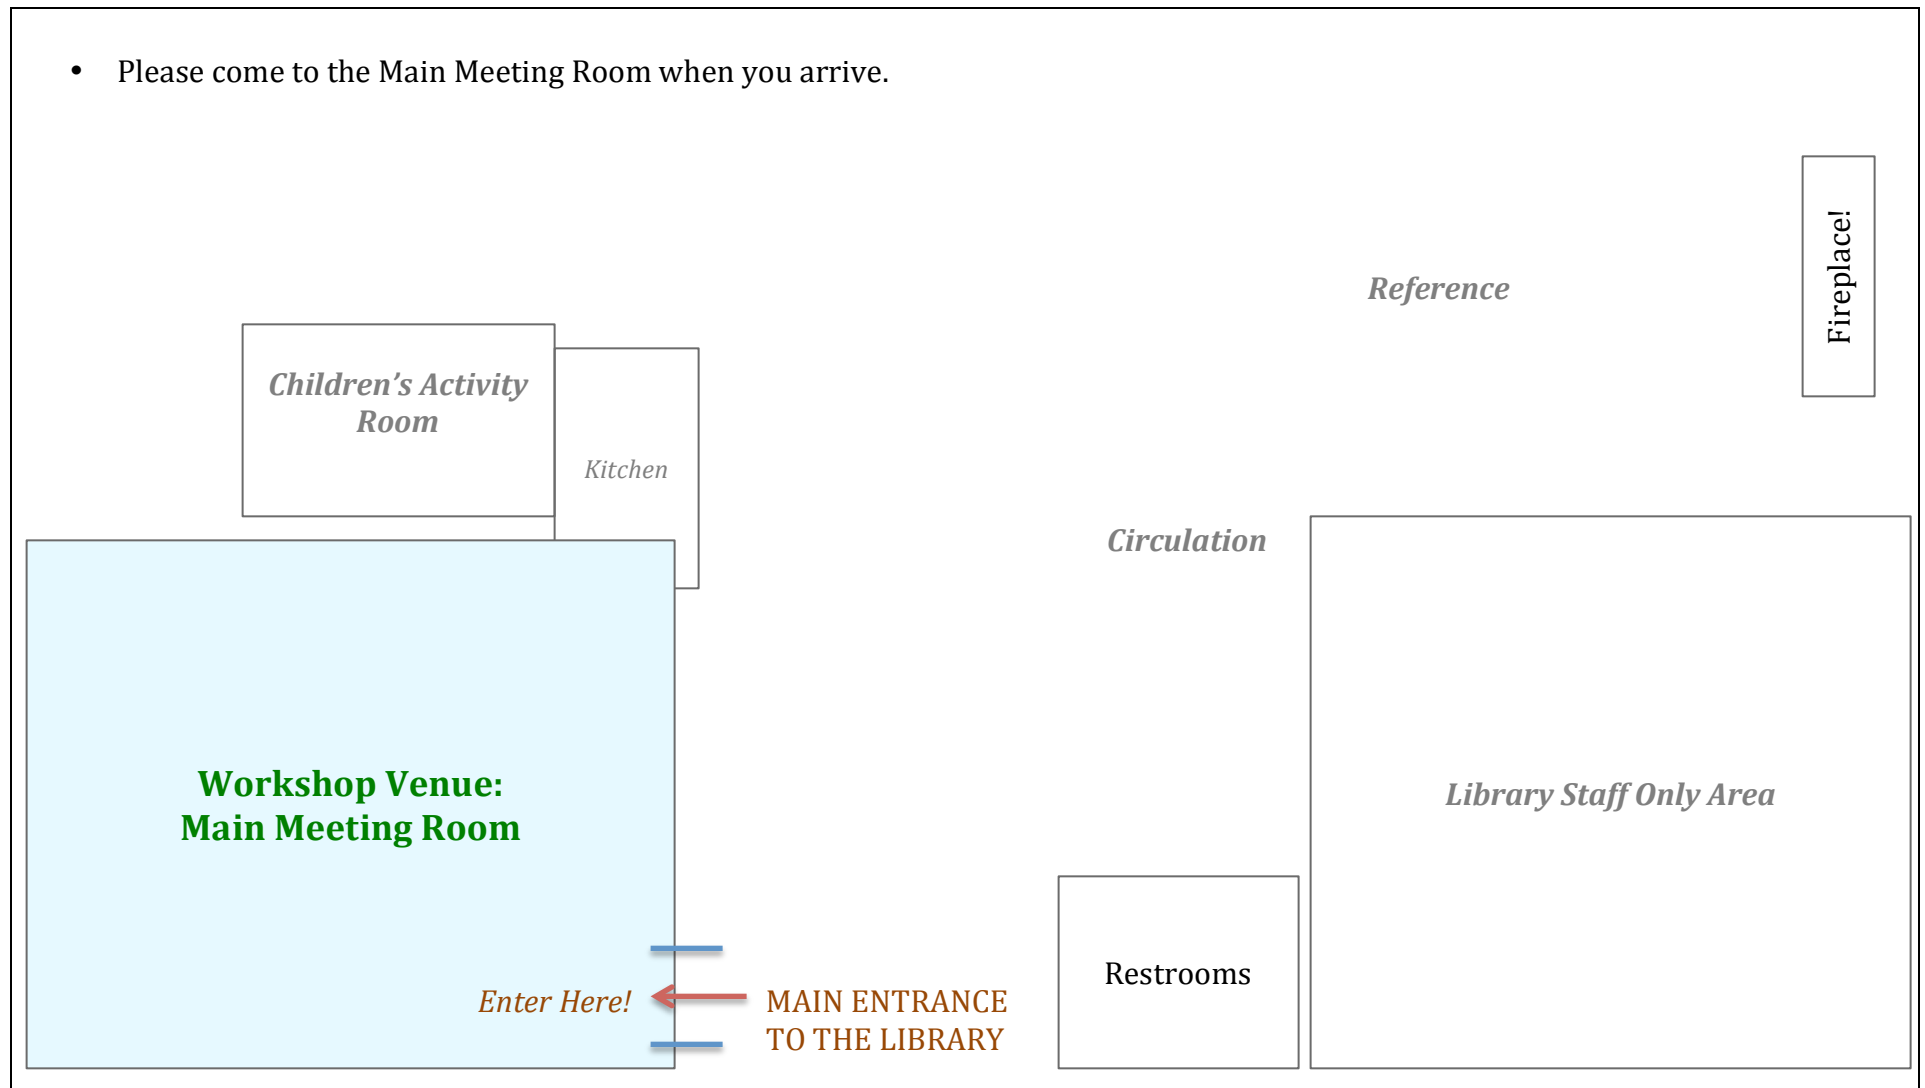 • Please come to the Main Meeting Room when you arrive.
Fireplace!
Reference
Children’s Activity
Room
Kitchen
Circulation
Workshop Venue:
Main Meeting Room
Library Staff Only Area
Restrooms
Enter Here!
MAIN ENTRANCE
TO THE LIBRARY